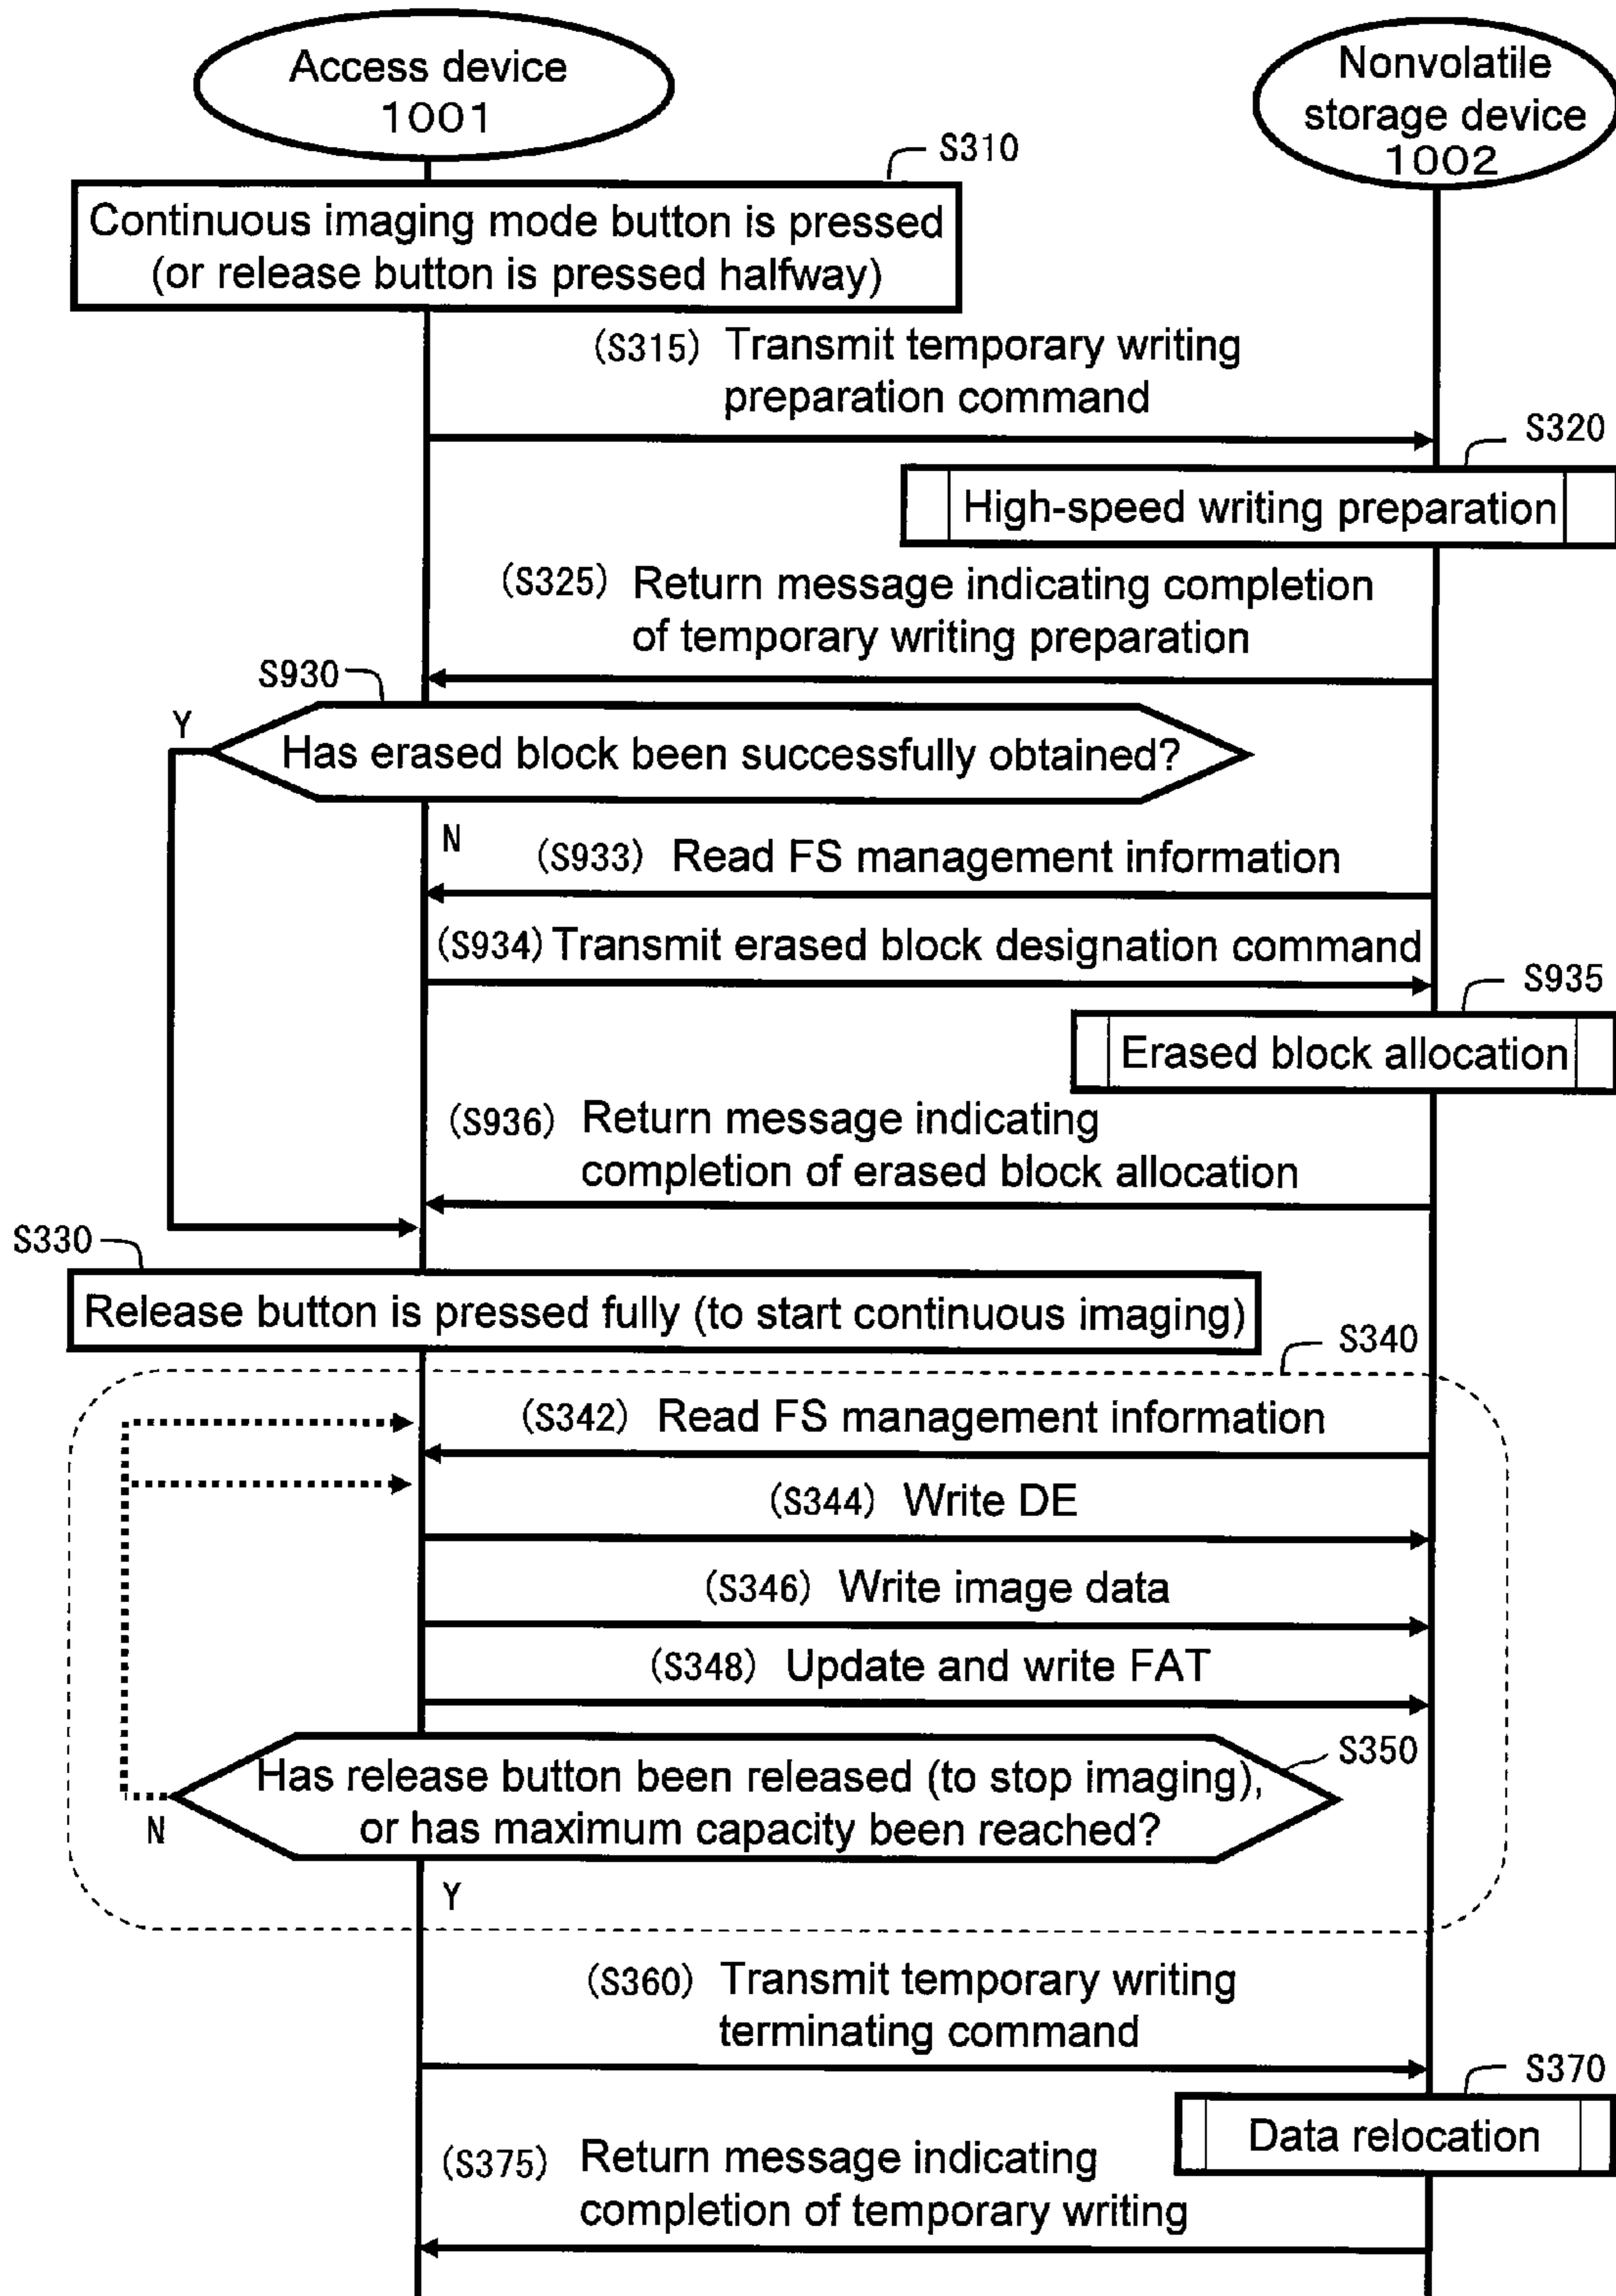 Access device
1001
Nonvolatile
storage device
1002
S310
Continuous imaging mode button is pressed
(or release button is pressed halfway)
(S315) Transmit temporary writing
preparation command
S320
High-speed writing preparation
(S325) Return message indicating completion
of temporary writing preparation
S930
Y
Has erased block been successfully obtained?
N
(S933) Read FS management information
(S934) Transmit erased block designation command
S935
Erased block allocation
(S936) Return message indicating
completion of erased block allocation
S330
Release button is pressed fully (to start continuous imaging)
S340
(S342) Read FS management information
(S344) Write DE
(S346) Write image data
(S348) Update and write FAT
S350
Has release button been released (to stop imaging),
or has maximum capacity been reached?
N
Y
(S360) Transmit temporary writing
terminating command
S370
Data relocation
(S375) Return message indicating
completion of temporary writing